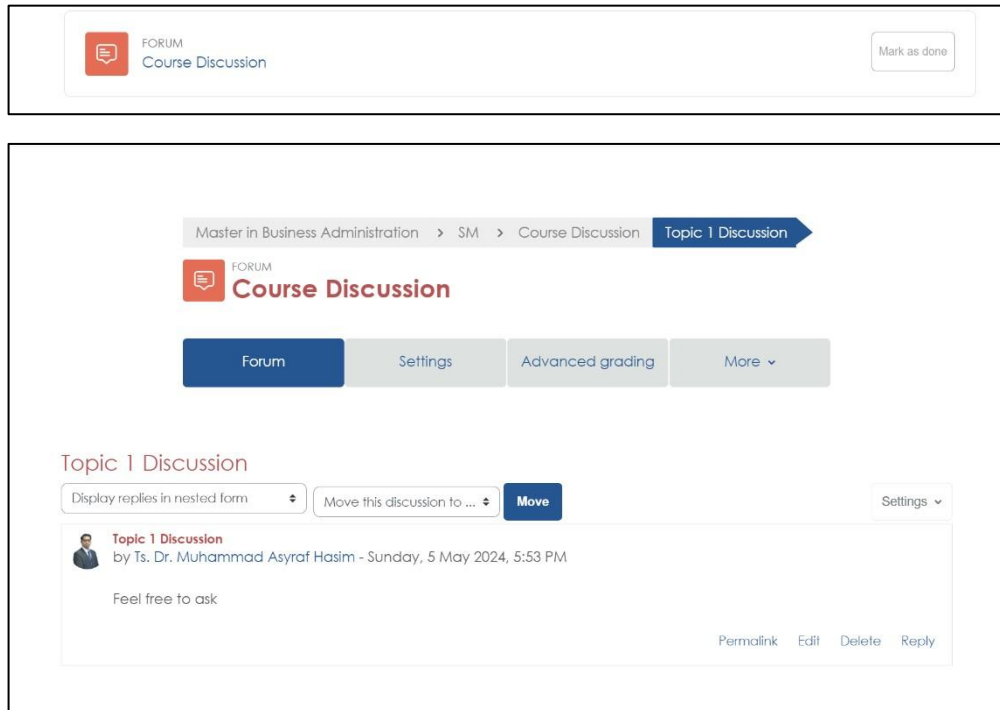 FORUM
Course Discussion
Mark as done
Master in Business Administration > SM > Course Discussion Topic 1 Discussion
FORUM
Course Discussion
Forum Settings Advanced grading More
Topic 1 Discussion
Display replies in nested form Move this discussion to ... Move Settings
Topic 1 Discussion
by Ts. Dr. Muhammad Asyraf Hasim - Sunday, 5 May 2024, 5:53 PM
Feel free to ask
Permalink Edit Delete Reply